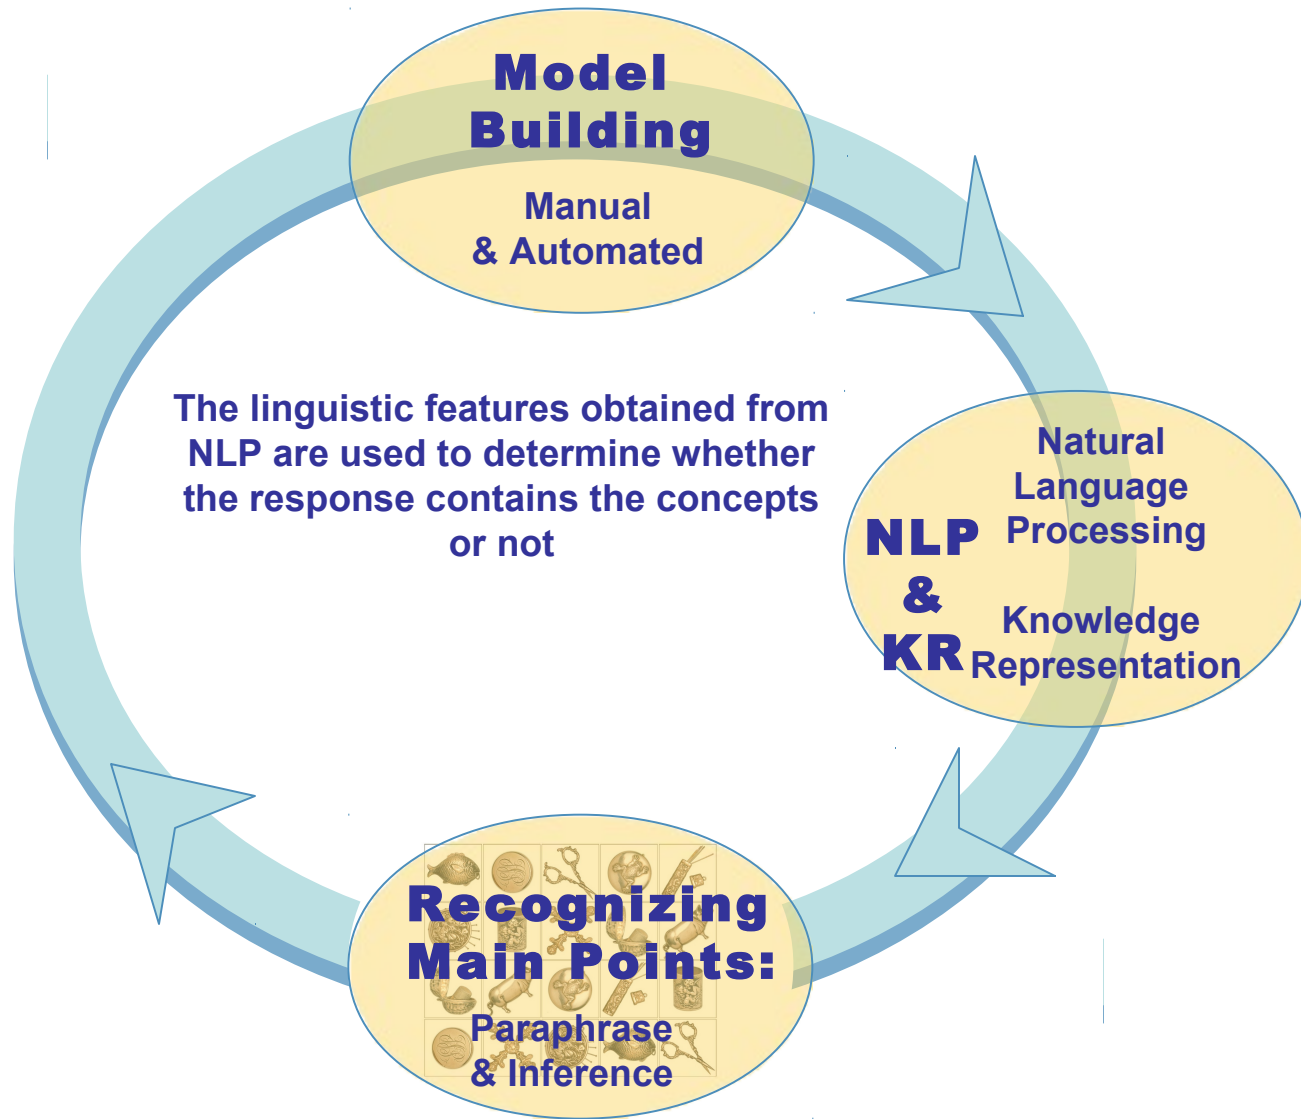 Model
Building
Manual
& Automated
The linguistic features obtained from
NLP are used to determine whether
the response contains the concepts
or not
NLP
&
KR
Natural
Language
Processing
Knowledge
Representation
Recognizing
Main Points:
Paraphrase
& Inference